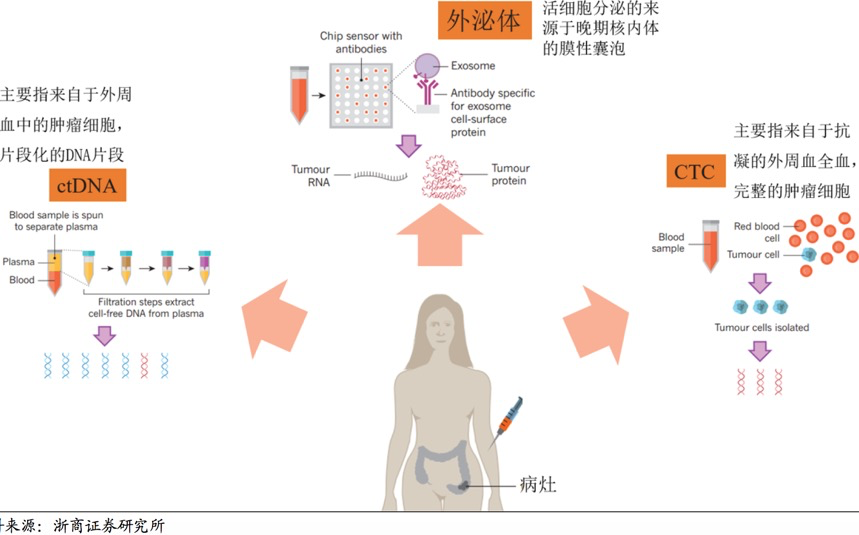 外泌体
活细胞分泌的来
源于晚期核内体
的膜性囊泡
Chip sensor with
antibodies
Exosome
Antibody specific
for exosome
cell-surface
protein
Tumour
RNA
Tumour
protein
主要指来自于外周
血中的肿瘤细胞，
片段化的DNA片段
ctDNA
Blood sample is spun
to separate plasma
Plasma
Blood
Filtration steps extract
cell-free DNA from plasma
主要指来自于抗
凝的外周血全血，
完整的肿瘤细胞
CTC
Blood
sample
Red blood
cell
Tumour cell
Tumour cells isolated
病灶
来源：浙商证券研究所